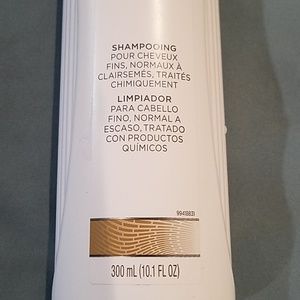 SHAMPOOING
POUR CHEVEUX
FINS, NORMAUX À
CLAIRSEMÉS, TRAITÉS
CHIMIQUEMENT
LIMPIADOR
PARA CABELLO
FINO, NORMAL A
ESCASO, TRATADO
CON PRODUCTOS
QUÍMICOS
300 mL (10.1 FL OZ)